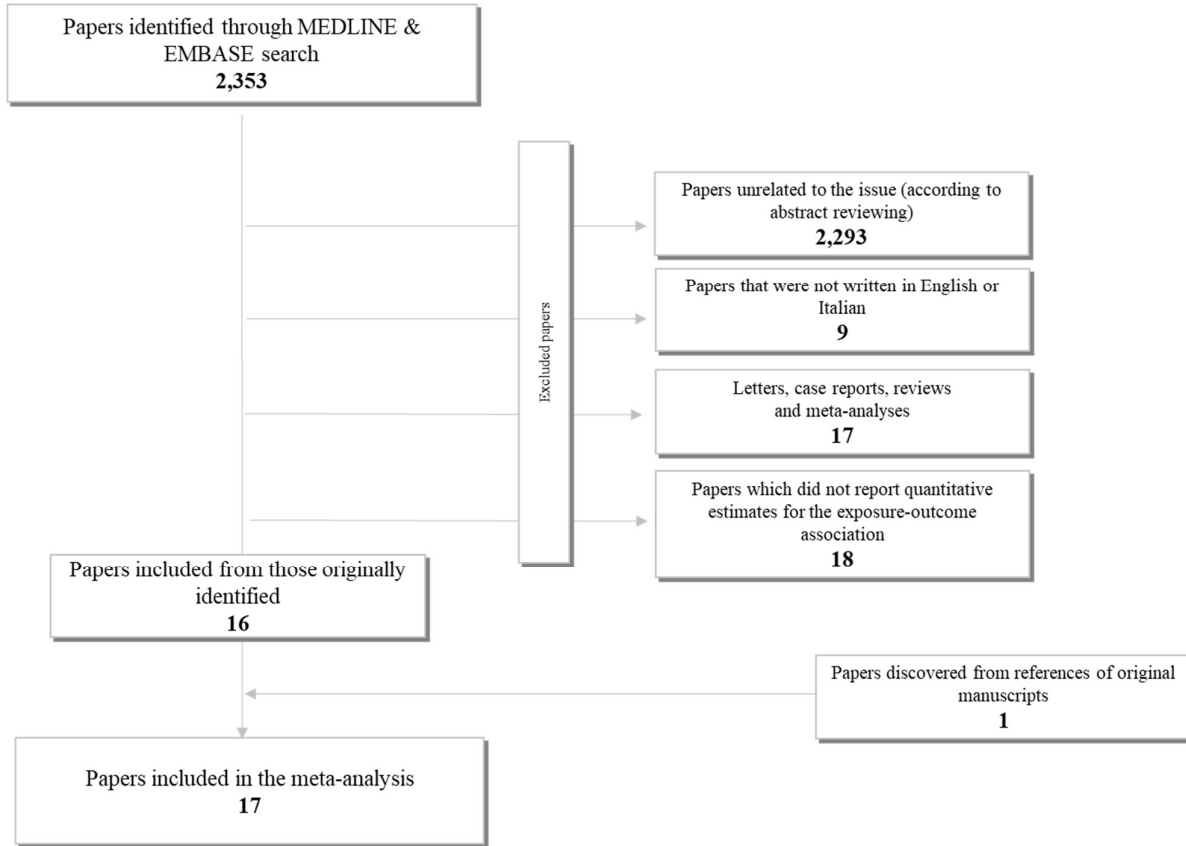 Papers identified through MEDLINE &
EMBASE search
2,353
Excluded papers
Papers unrelated to the issue (according to
abstract reviewing)
2,293
Papers that were not written in English or
Italian
9
Letters, case reports, reviews
and meta-analyses
17
Papers which did not report quantitative
estimates for the exposure-outcome
association
18
Papers included from those originally
identified
16
Papers discovered from references of original
manuscripts
1
Papers included in the meta-analysis
17